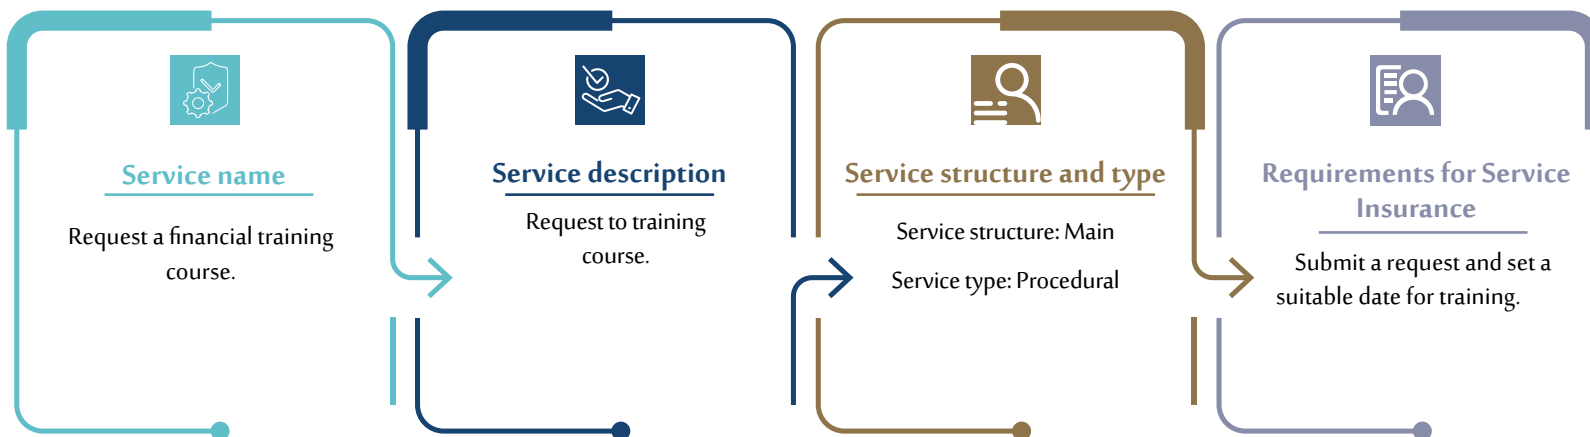 Service name
Request a financial training
course.
Service description
Request to training
course.
Service structure and type
Service structure: Main
Service type: Procedural
Requirements for Service
Insurance
Submit a request and set a
suitable date for training.